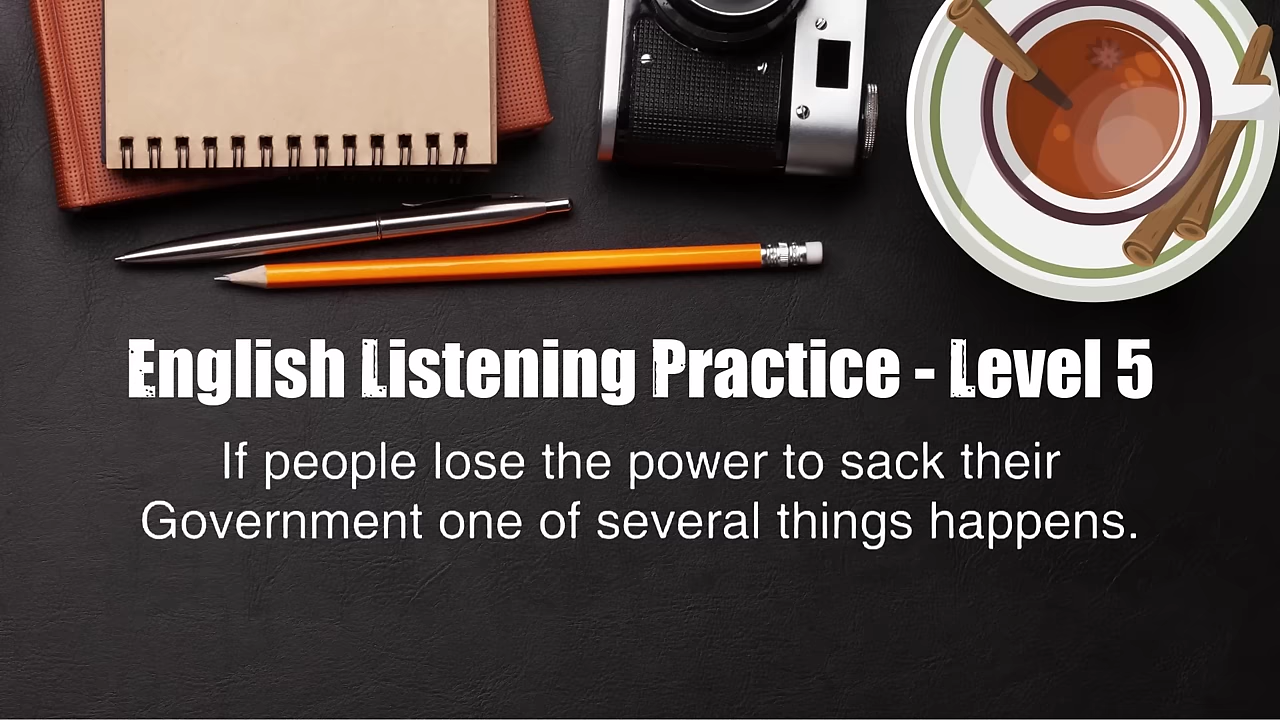 English Listening Practice - Level 5
If people lose the power to sack their
Government one of several things happens.